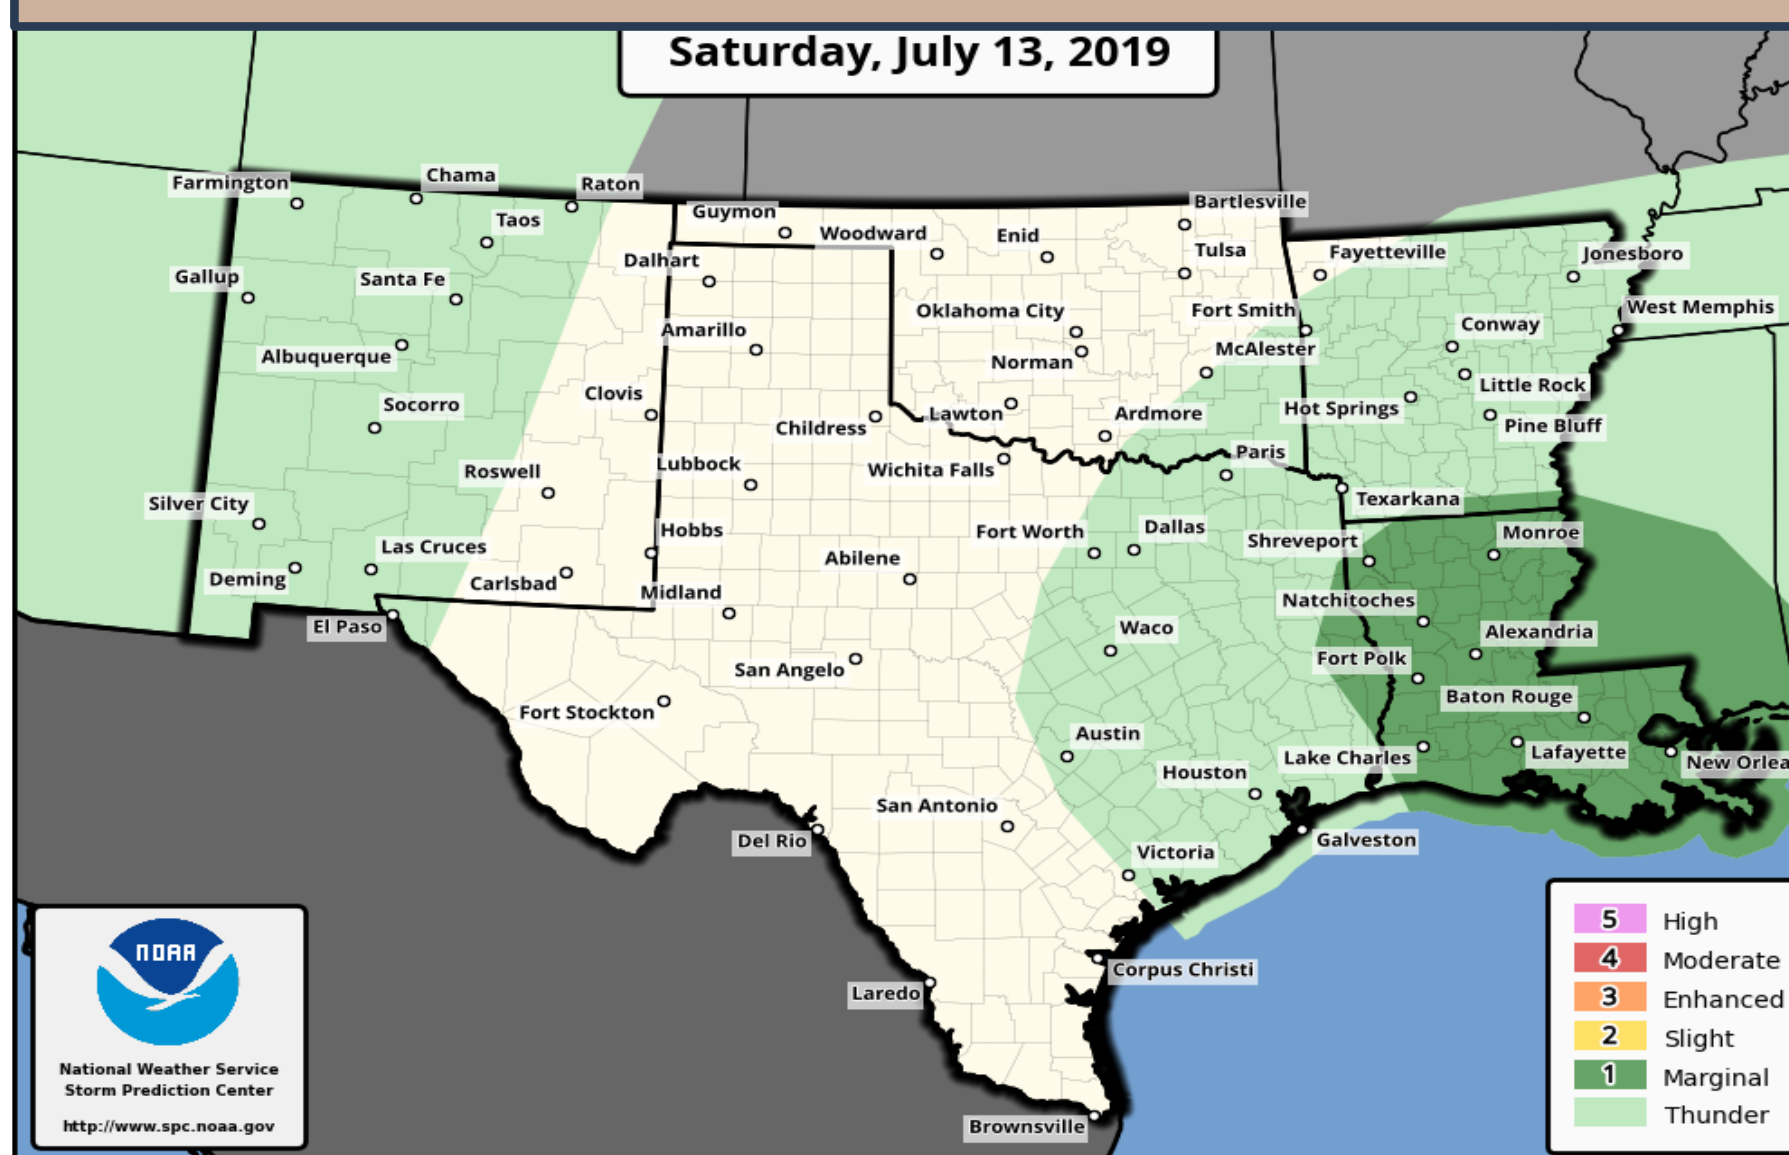 Saturday, July 13, 2019
Farmington
Chama
Raton
Taos
Guymon
Woodward
Enid
Bartlesville
Tulsa
Fayetteville
Jonesboro
Gallup
Santa Fe
Dalhart
Oklahoma City
Fort Smith
West Memphis
Albuquerque
Amarillo
Norman
McAlester
Conway
Socorro
Clovis
Childress
Lawton
Ardmore
Hot Springs
Little Rock
Pine Bluff
Roswell
Lubbock
Wichita Falls
Paris
Texarkana
Silver City
Las Cruces
Hobbs
Fort Worth
Dallas
Shreveport
Monroe
Deming
Carlsbad
Midland
Abilene
Natchitoches
El Paso
Waco
Alexandria
San Angelo
Fort Polk
Fort Stockton
Baton Rouge
Austin
Houston
Lake Charles
Lafayette
New Orlea
San Antonio
Del Rio
Victoria
Galveston
Corpus Christi
Laredo
Brownsville
NOAA
National Weather Service
Storm Prediction Center
http://www.spc.noaa.gov
5 High
4 Moderate
3 Enhanced
2 Slight
1 Marginal
Thunder